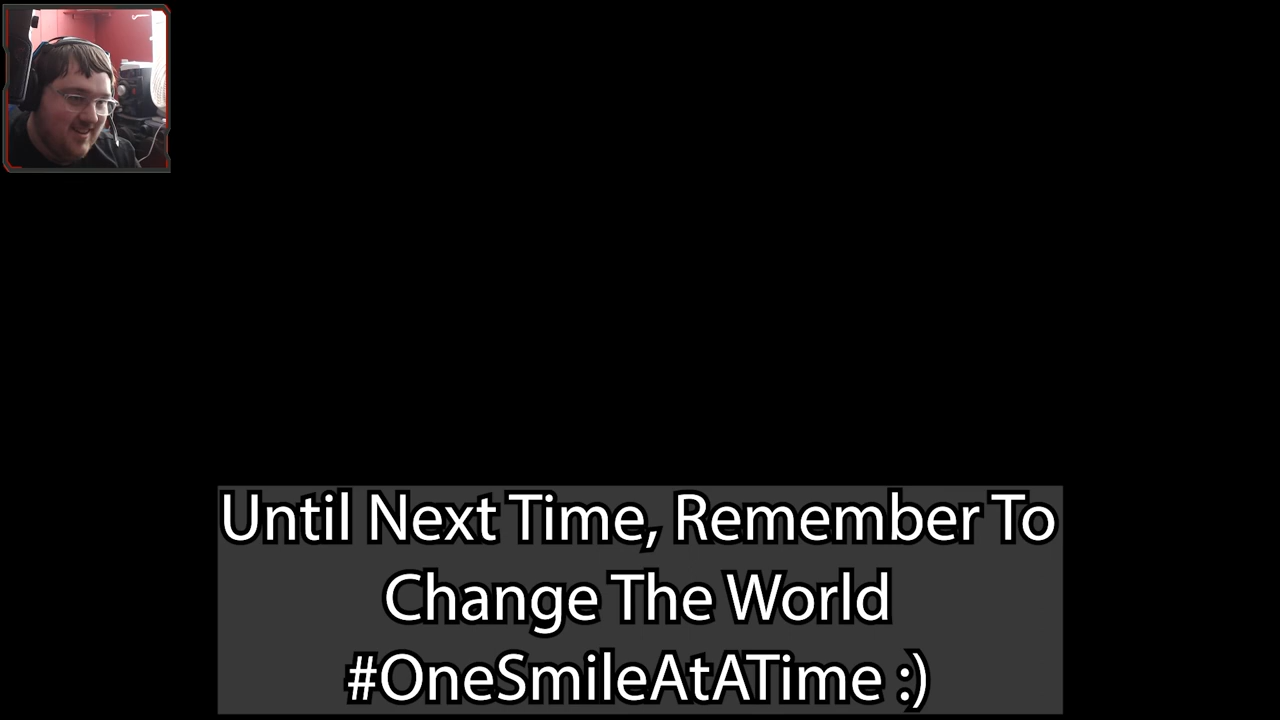 Until Next Time, Remember To
Change The World
#OneSmileAtATime :)